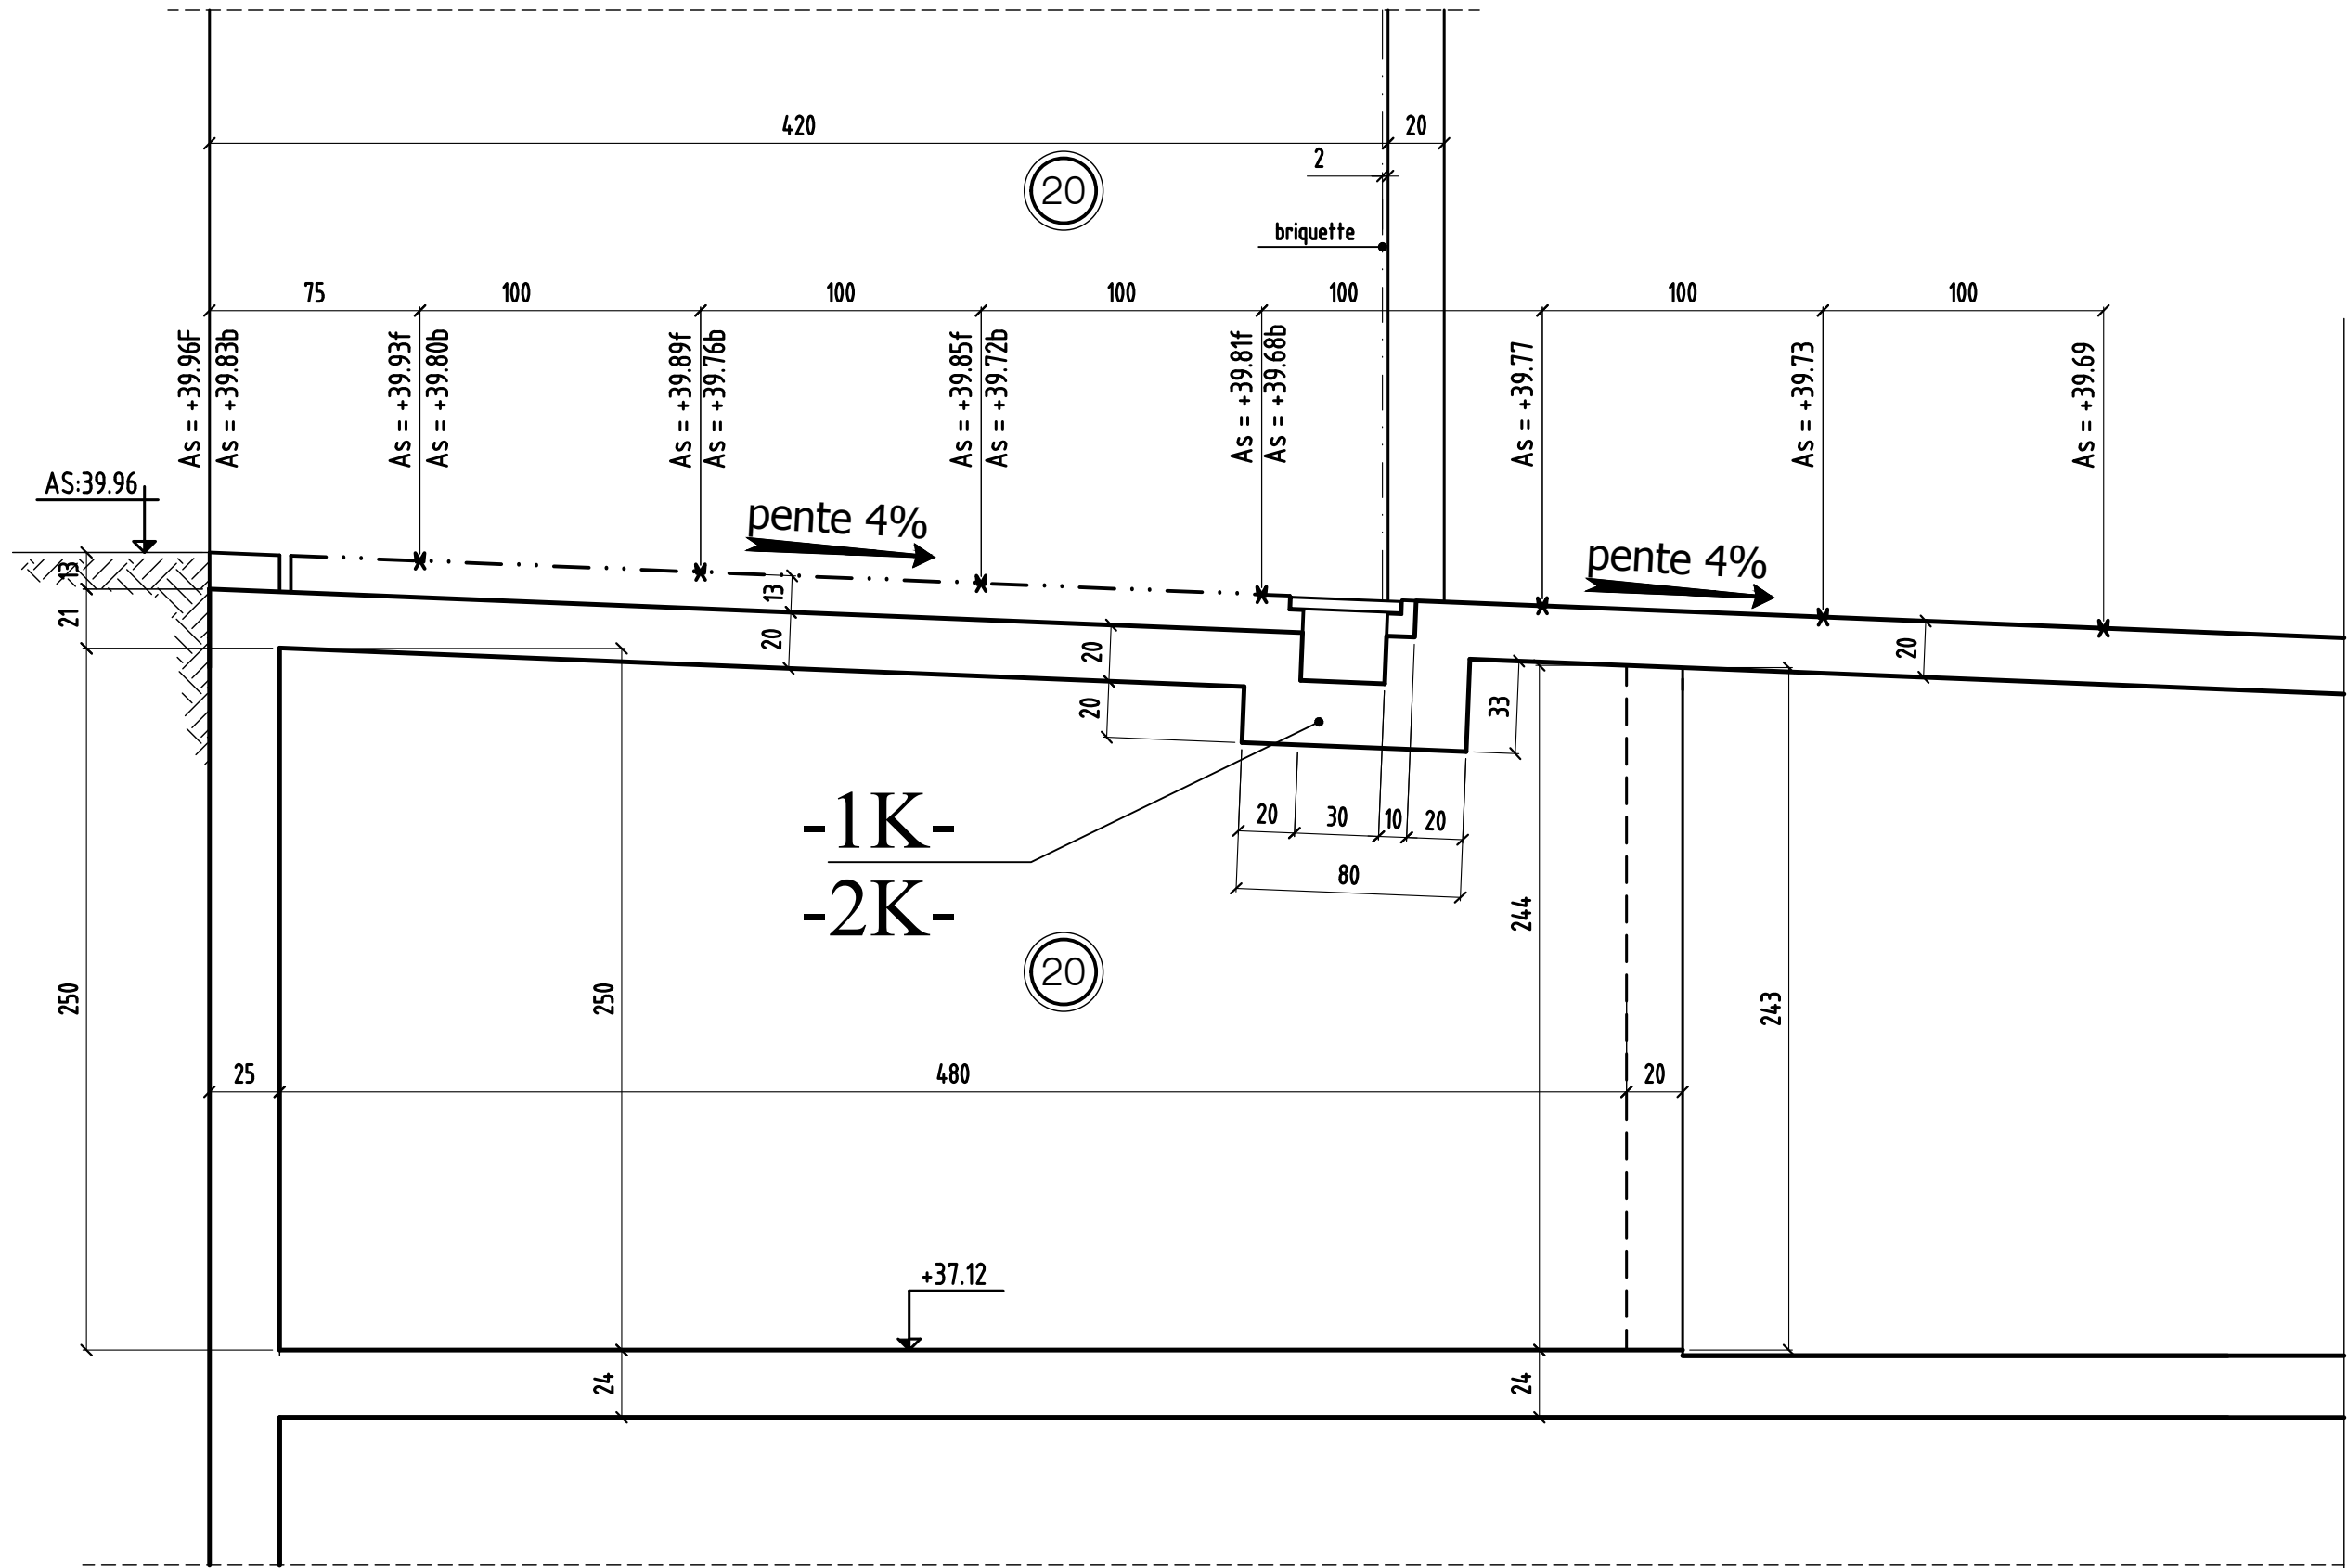 420
20
2
20
briquette
75
100
100
100
100
100
100
As = +39.96F
As = +39.83b
As = +39.93f
As = +39.80b
As = +39.89f
As = +39.76b
As = +39.85f
As = +39.72b
As = +39.81f
As = +39.68b
As = +39.77
As = +39.73
As = +39.69
AS:39.96
pente 4%
pente 4%
13
21
13
20
20
20
33
20
-1K-
-2K-
20
30
10
20
80
20
250
250
244
243
25
480
20
+37.12
24
24